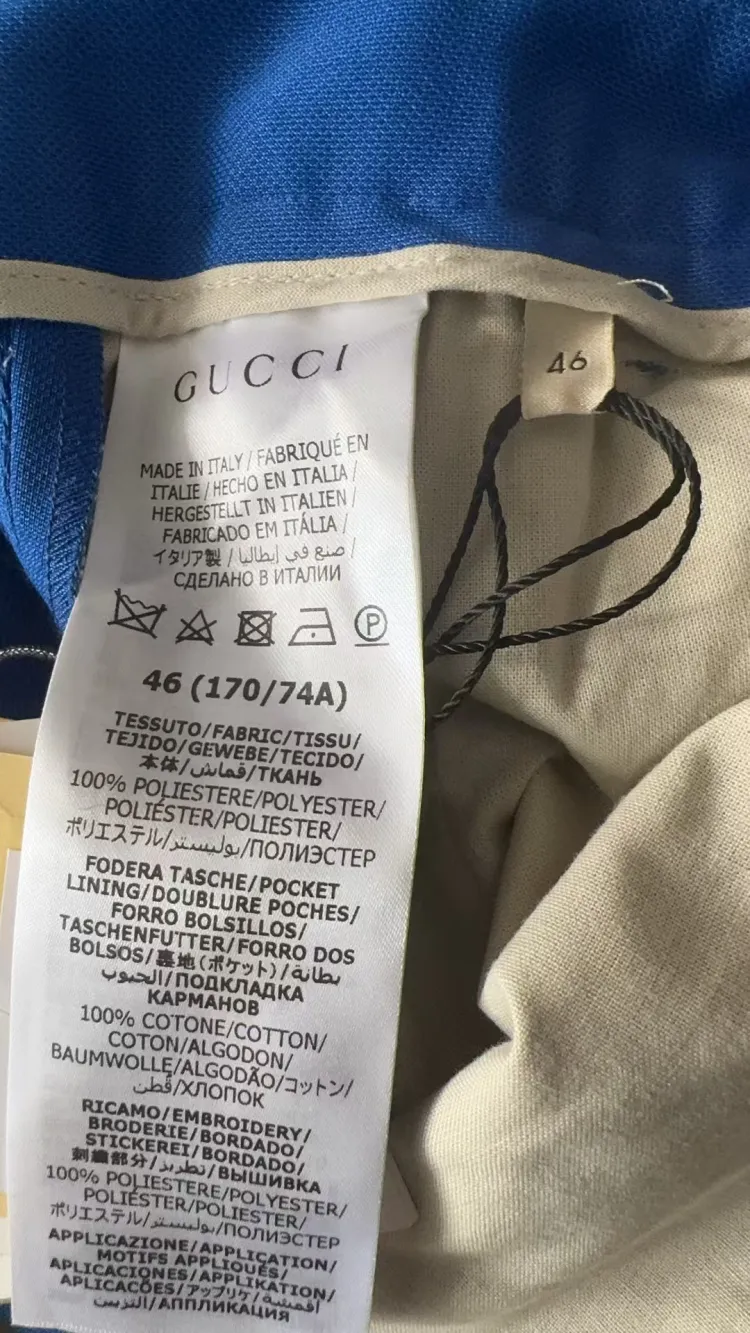 GUCCI
46
MADE IN ITALY / FABRIQUÉ EN
ITALIE / HECHO EN ITALIA /
HERGESTELLT IN ITALIEN /
FABRICADO EM ITÁLIA /
イタリア製 / صنع في إيطاليا /
СДЕЛАНО В ИТАЛИИ
P
46 (170/74A)
TESSUTO/FABRIC/TISSU/
TEJIDO/GEWEBE/TECIDO/
本体/قماش/ТКАНЬ
100% POLIESTERE/POLYESTER/
POLIÉSTER/POLIESTER/
ポリエステル/بوليستر/ПОЛИЭСТЕР
FODERA TASCHE/POCKET
LINING/DOUBLURE POCHES/
FORRO BOLSILLOS/
TASCHENFUTTER/FORRO DOS
BOLSOS/裏地(ポケット)/بطانة
الجيوب/ПОДКЛАДКА
КАРМАНОВ
100% COTONE/COTTON/
COTON/ALGODON/
BAUMWOLLE/ALGODÃO/コットン/
قطن/ХЛОПОК
RICAMO/EMBROIDERY/
BRODERIE/BORDADO/
STICKEREI/BORDADO/
刺繍部分/تطريز/ВЫШИВКА
100% POLIESTERE/POLYESTER/
POLIÉSTER/POLIESTER/
ポリエステル/بوليستر/ПОЛИЭСТЕР
APPLICAZIONE/APPLICATION/
MOTIFS APPLIQUÉS/
APLICACIONES/APPLIKATION/
APLICAÇÕES/アップリケ/أقمشة
التزيين/АППЛИКАЦИЯ